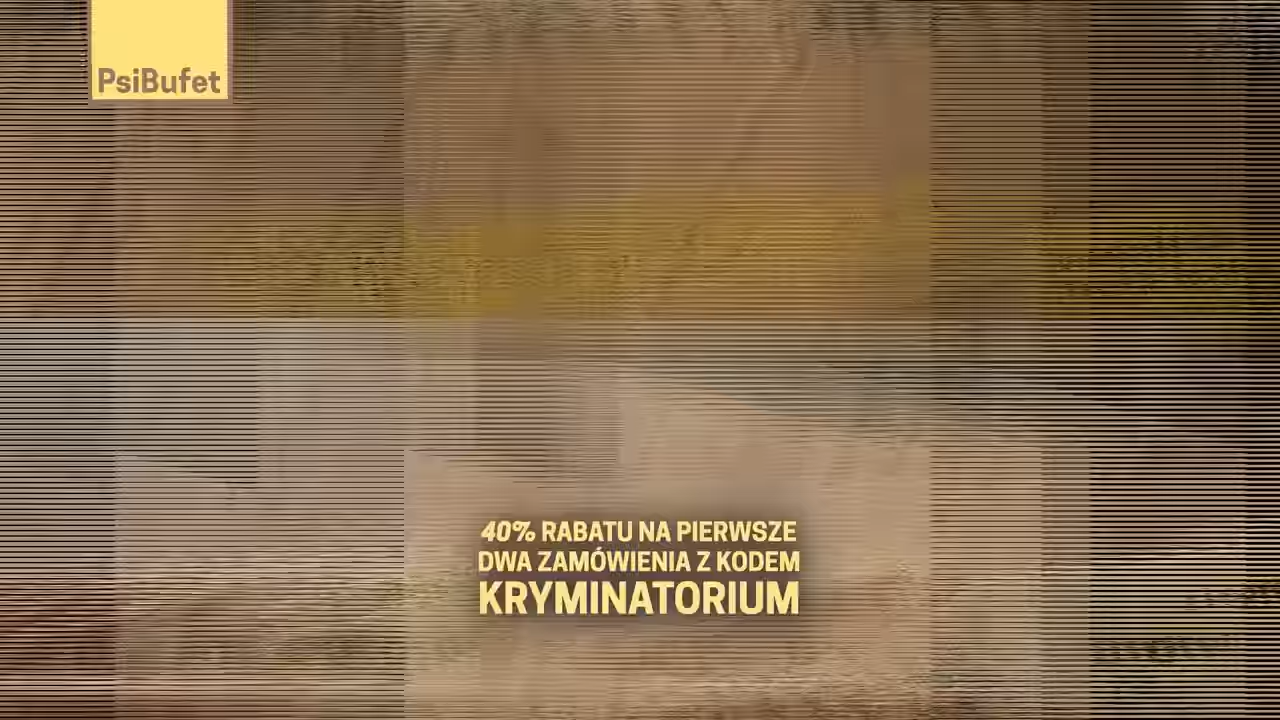 PsiBufet
40% RABATU NA PIERWSZE
DWA ZAMÓWIENIA Z KODEM
KRYMINATORIUM